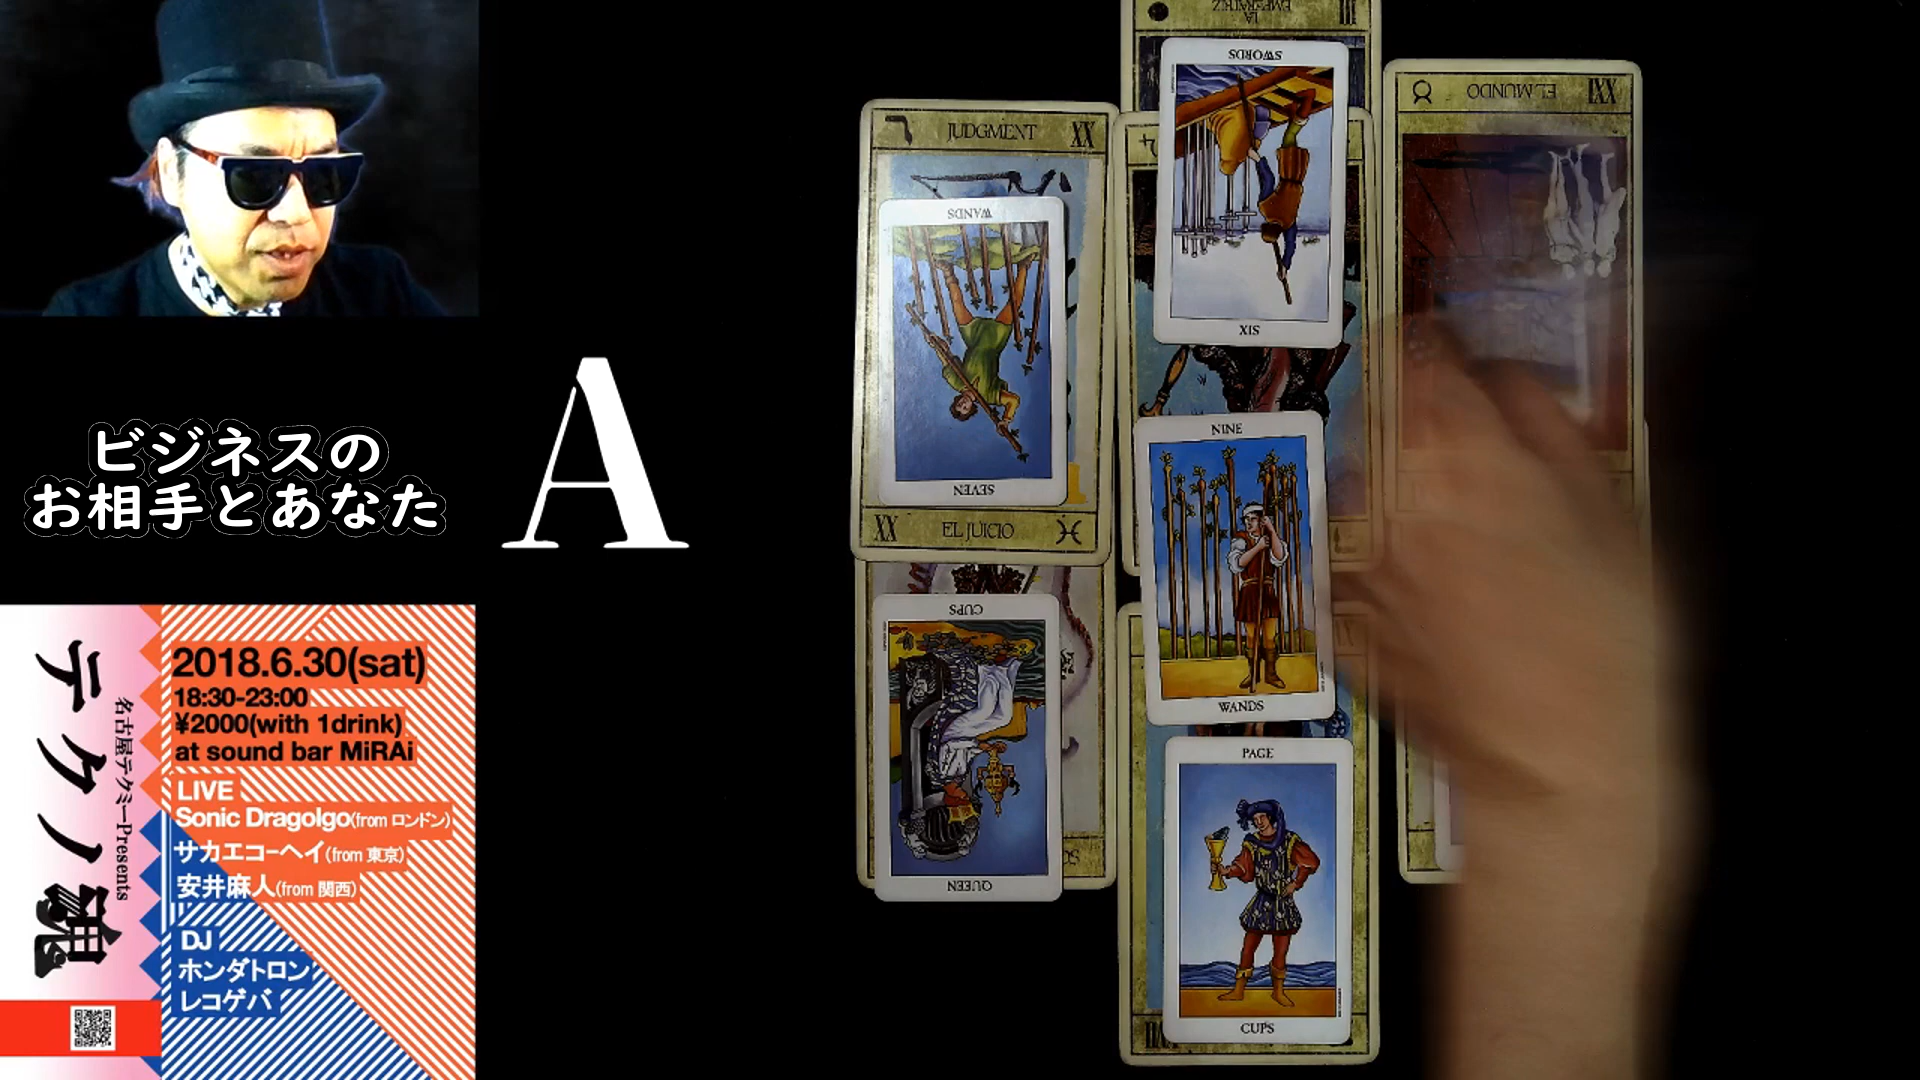 ビジネスの
お相手とあなた
A
テクノ魂
名古屋テクミーPresents
2018.6.30(sat)
18:30-23:00
¥2000(with 1drink)
at sound bar MiRAi
LIVE
Sonic Dragolgo(from ロンドン)
サカエコーヘイ(from 東京)
安井麻人(from 関西)
DJ
ホンダトロン
レコゲバ
JUDGMENT XX
WANDS
SEVEN
XX EL JUICIO
CUPS
QUEEN
LA EMPERATRIZ III
SWORDS
SIX
NINE
WANDS
PAGE
CUPS
VII
EL MUNDO XXI